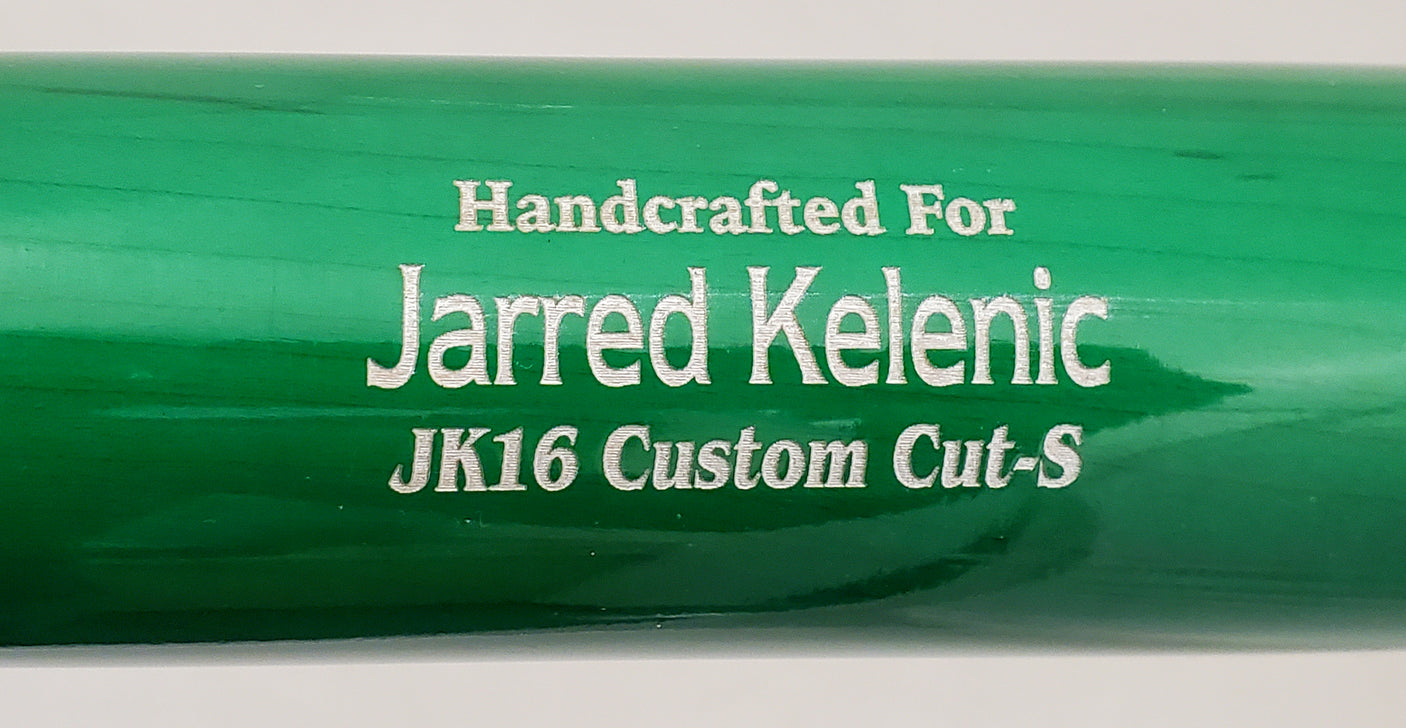 Handcrafted For
Jarred Kelenic
JK16 Custom Cut-S